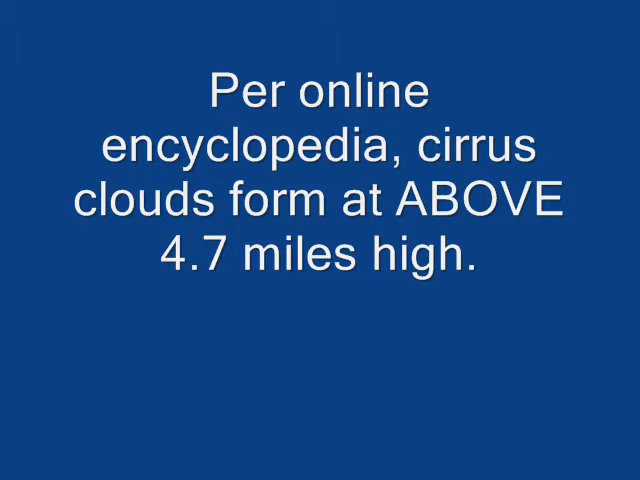 Per online
encyclopedia, cirrus
clouds form at ABOVE
4.7 miles high.